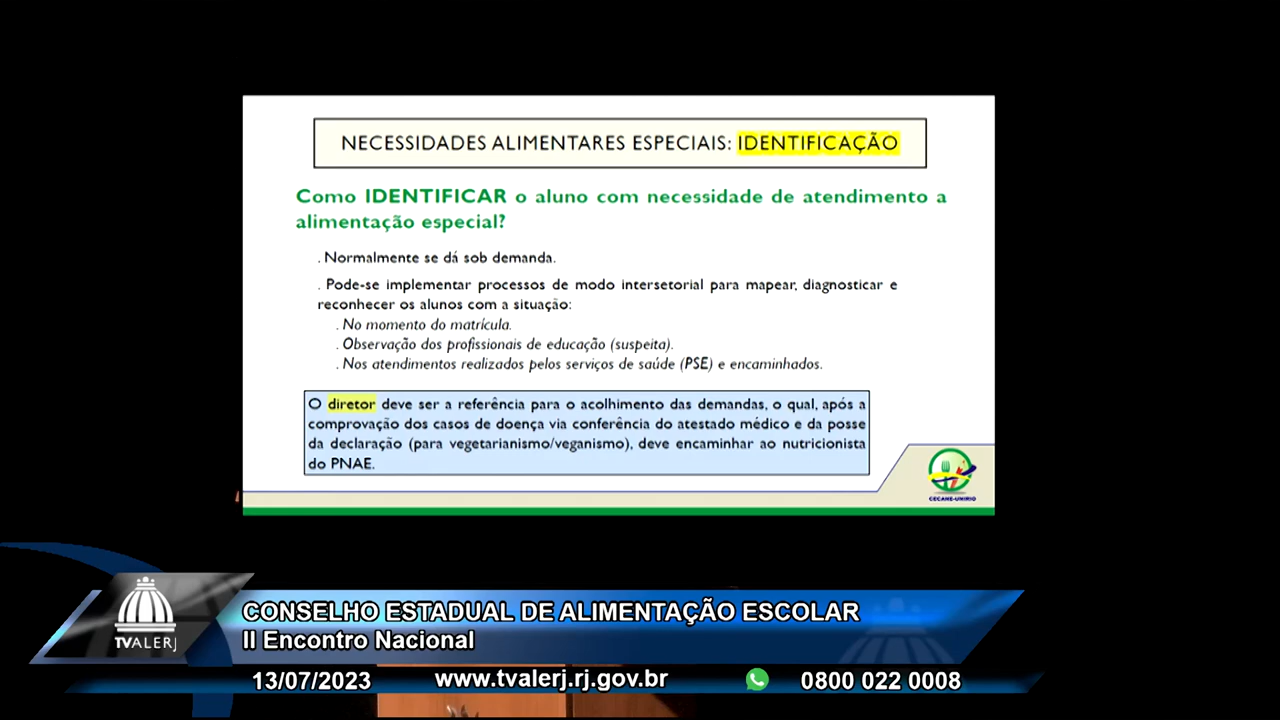 NECESSIDADES ALIMENTARES ESPECIAIS: IDENTIFICAÇÃO
Como IDENTIFICAR o aluno com necessidade de atendimento a
alimentação especial?
. Normalmente se dá sob demanda.
. Pode-se implementar processos de modo intersetorial para mapear, diagnosticar e
reconhecer os alunos com a situação:
. No momento do matrícula.
. Observação dos profissionais de educação (suspeita).
. Nos atendimentos realizados pelos serviços de saúde (PSE) e encaminhados.
O diretor deve ser a referência para o acolhimento das demandas, o qual, após a
comprovação dos casos de doença via conferência do atestado médico e da posse
da declaração (para vegetarianismo/veganismo), deve encaminhar ao nutricionista
do PNAE.
CECANE-UNIRIO
TVALERJ
CONSELHO ESTADUAL DE ALIMENTAÇÃO ESCOLAR
II Encontro Nacional
13/07/2023 www.tvalerj.rj.gov.br 0800 022 0008